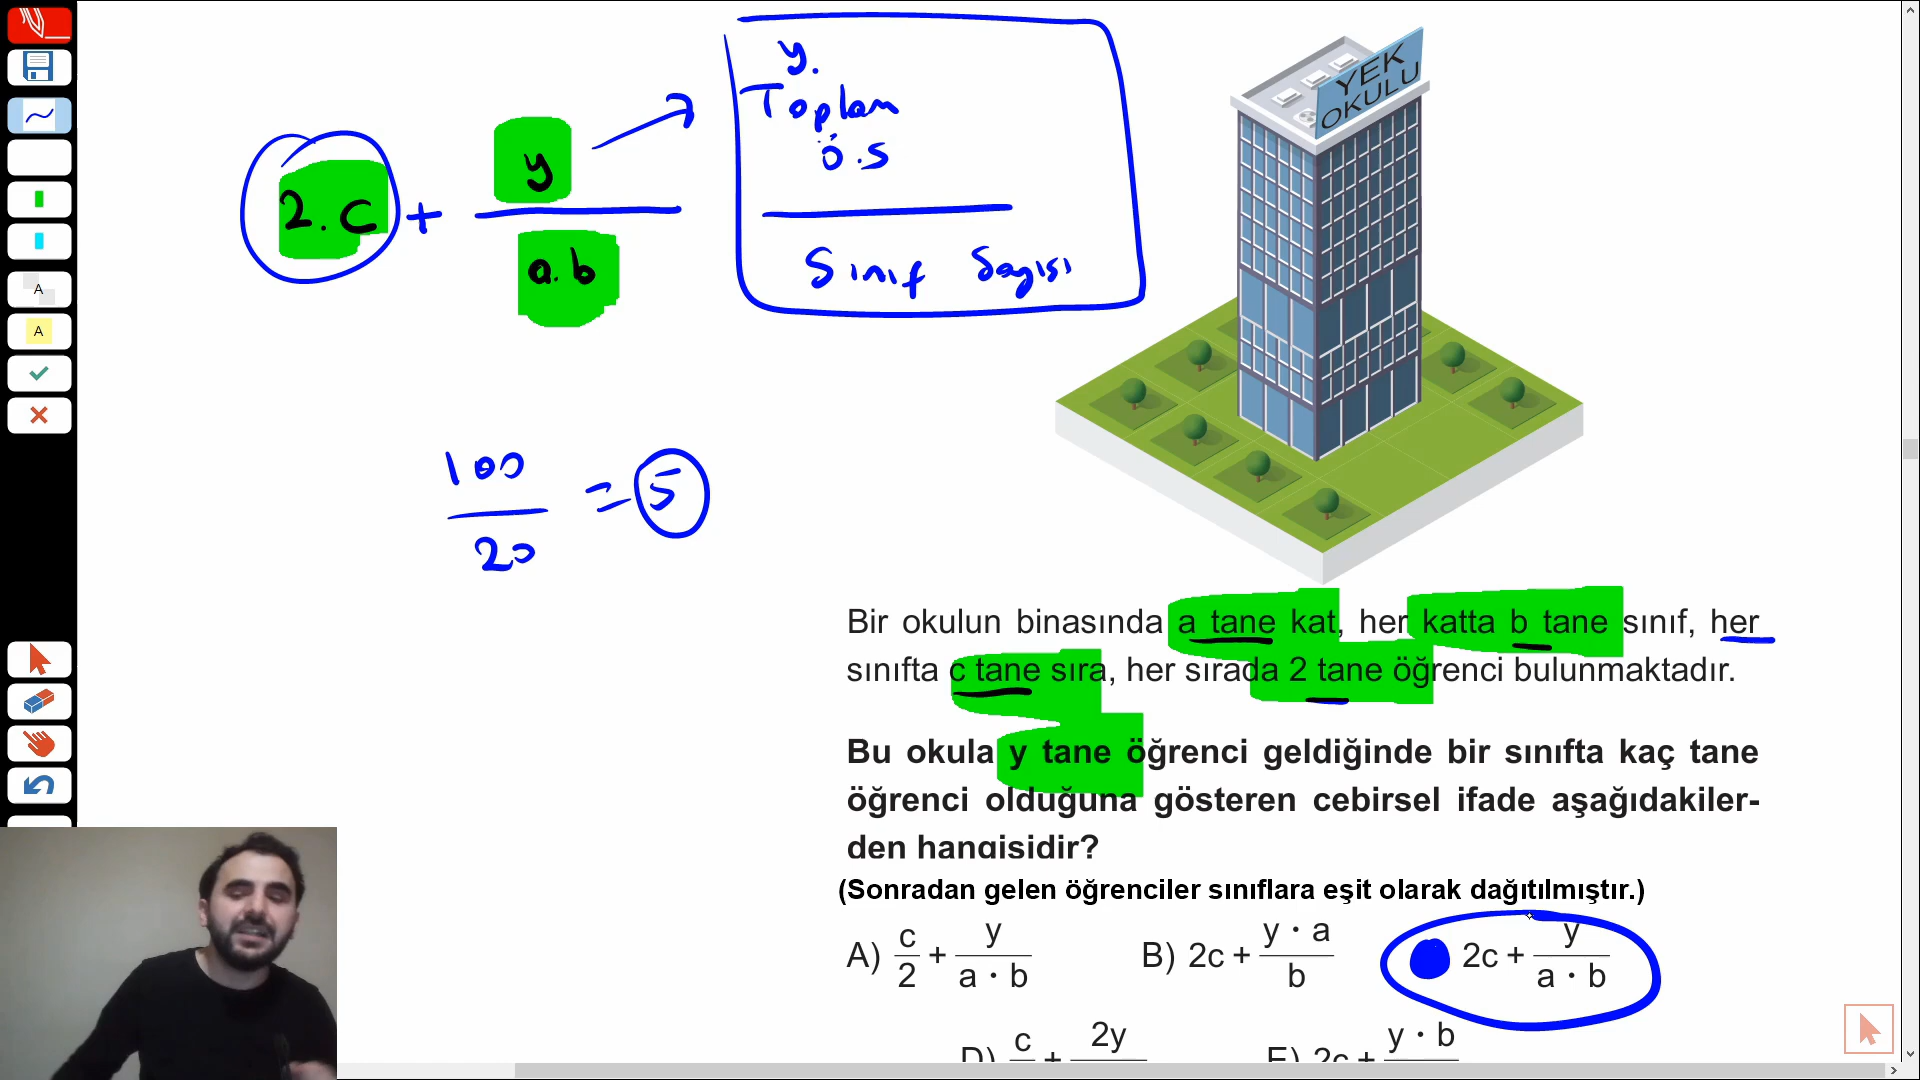 y.
Toplam
Ö.S
Sınıf Sayısı
2.c + y
a.b
100
20
= 5
YEK
OKULU
A
A
Bir okulun binasında a tane kat, her katta b tane sınıf, her
sınıfta c tane sıra, her sırada 2 tane öğrenci bulunmaktadır.
Bu okula y tane öğrenci geldiğinde bir sınıfta kaç tane
öğrenci olduğuna gösteren cebirsel ifade aşağıdakiler-
den hangisidir?
(Sonradan gelen öğrenciler sınıflara eşit olarak dağıtılmıştır.)
A) c/2 + y/(a · b)
B) 2c + (y · a)/b
2c + y/(a · b)
D) c + 2y
E) 2c + y · b